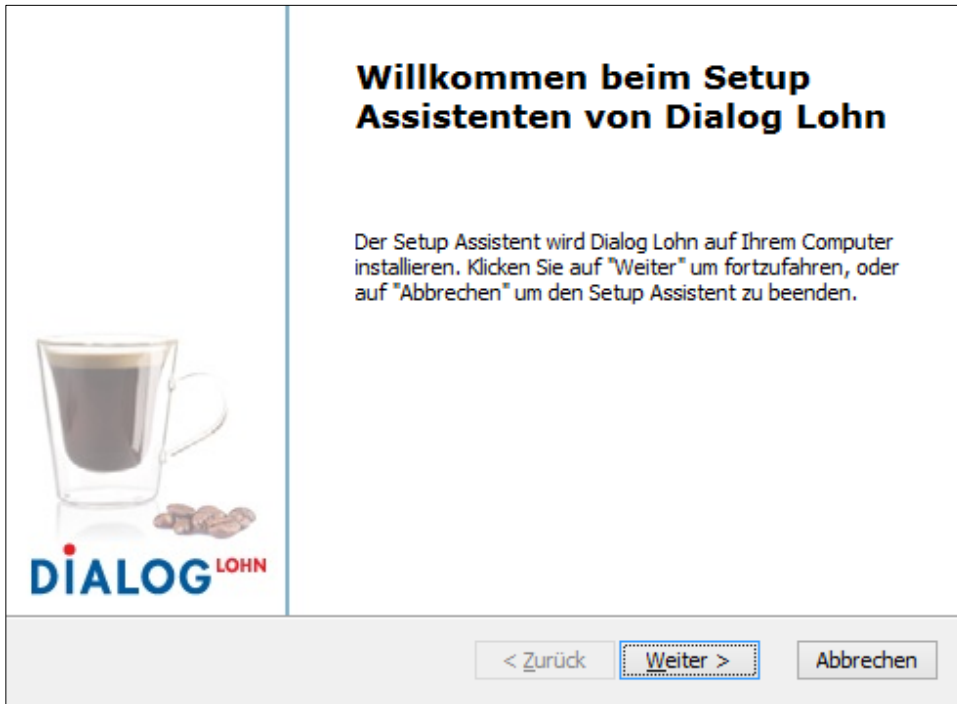 Willkommen beim Setup
Assistenten von Dialog Lohn
Der Setup Assistent wird Dialog Lohn auf Ihrem Computer
installieren. Klicken Sie auf "Weiter" um fortzufahren, oder
auf "Abbrechen" um den Setup Assistent zu beenden.
DiALOG LOHN
< Zurück Weiter > Abbrechen